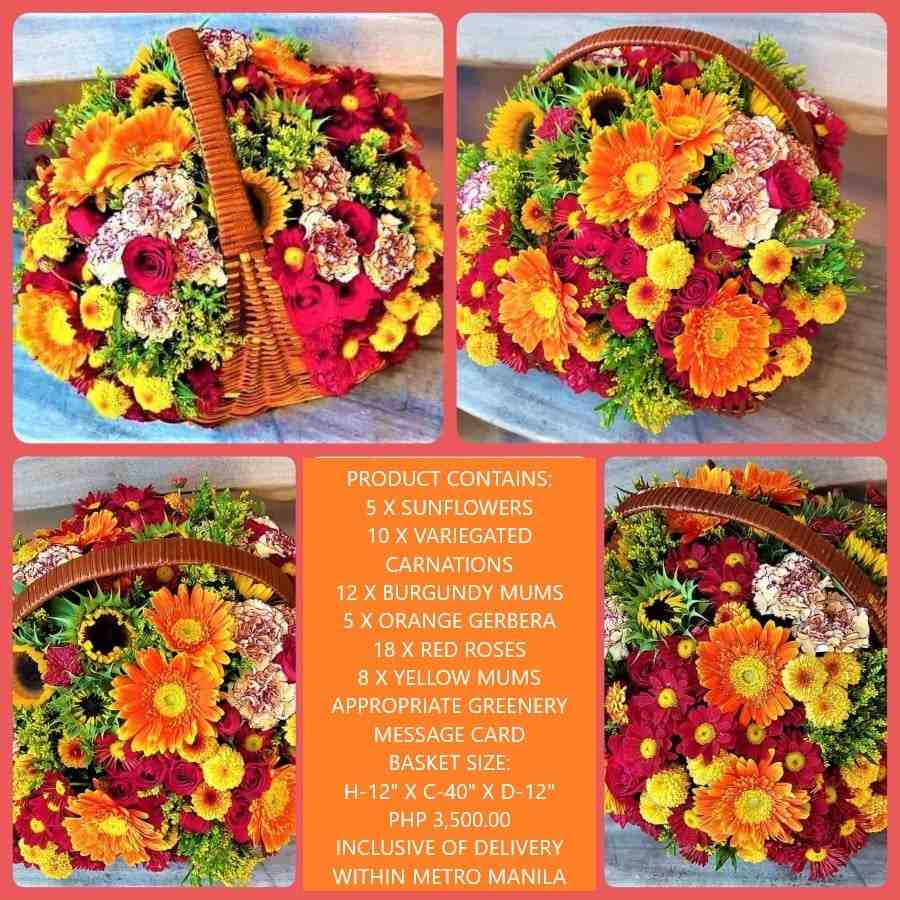 PRODUCT CONTAINS:
5 X SUNFLOWERS
10 X VARIEGATED
CARNATIONS
12 X BURGUNDY MUMS
5 X ORANGE GERBERA
18 X RED ROSES
8 X YELLOW MUMS
APPROPRIATE GREENERY
MESSAGE CARD
BASKET SIZE:
H-12" X C-40" X D-12"
PHP 3,500.00
INCLUSIVE OF DELIVERY
WITHIN METRO MANILA